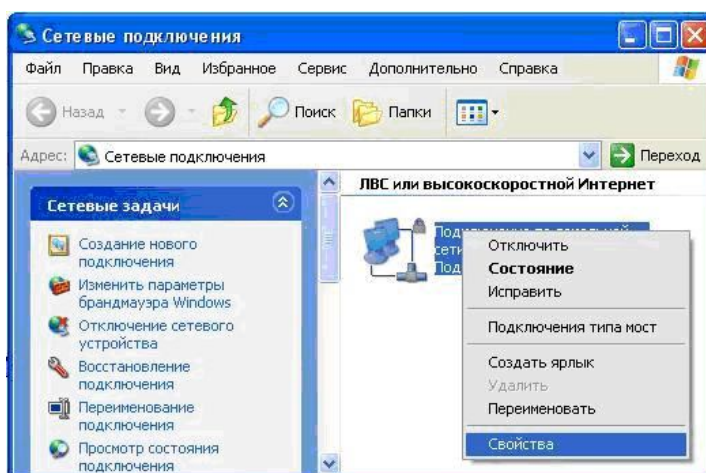 Сетевые подключения
Файл Правка Вид Избранное Сервис Дополнительно Справка
Назад Поиск Папки
Адрес: Сетевые подключения Переход
Сетевые задачи
Создание нового
подключения
Изменить параметры
брандмауэра Windows
Отключение сетевого
устройства
Восстановление
подключения
Переименование
подключения
Просмотр состояния
подключения
ЛВС или высокоскоростной Интернет
Отключить
Состояние
Исправить
Подключения типа мост
Создать ярлык
Удалить
Переименовать
Свойства